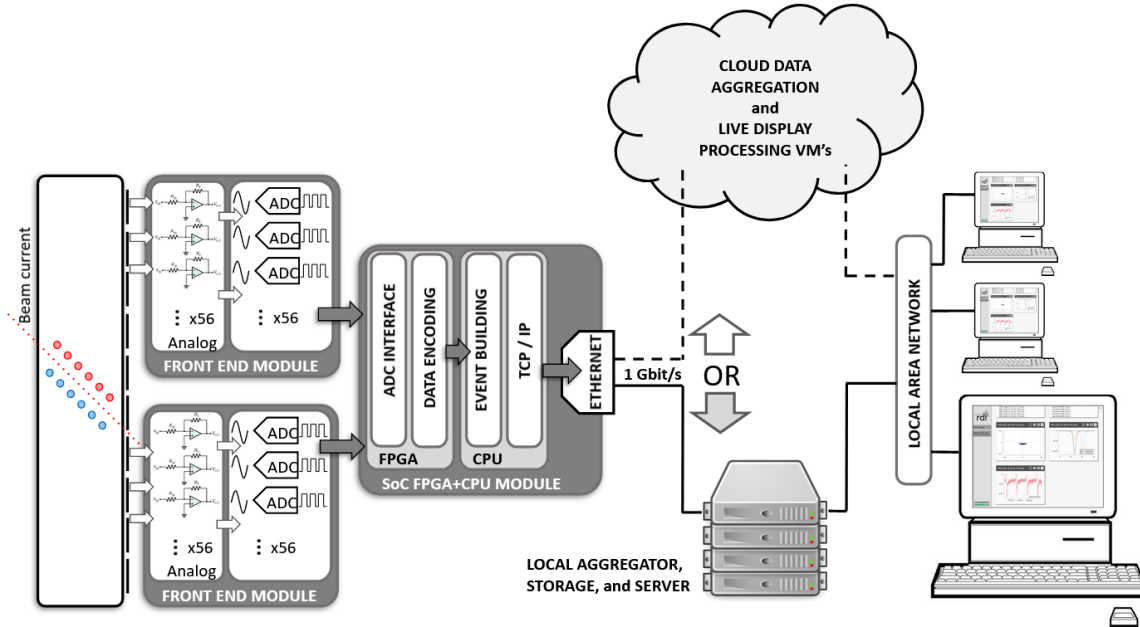 CLOUD DATA
AGGREGATION
and
LIVE DISPLAY
PROCESSING VM's
Beam current
ADC
ADC
ADC
x56
Analog
x56
FRONT END MODULE
ADC
ADC
ADC
x56
Analog
x56
FRONT END MODULE
ADC INTERFACE
DATA ENCODING
FPGA
EVENT BUILDING
TCP / IP
CPU
SoC FPGA+CPU MODULE
ETHERNET
1 Gbit/s
OR
LOCAL AGGREGATOR,
STORAGE, and SERVER
LOCAL AREA NETWORK
rdi